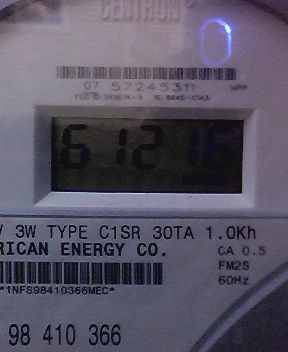 CENTRON
07 57245311
61216
V 3W TYPE C1SR 30TA 1.0Kh
RICAN ENERGY CO. CA 0.5
FM2S
60Hz
*1NFS98410366MEC*
98 410 366